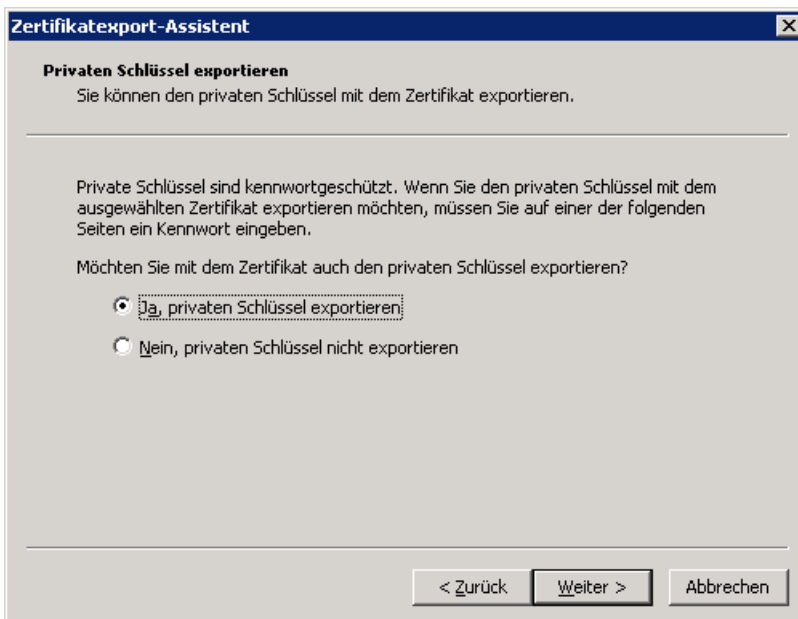 Zertifikatexport-Assistent
Privaten Schlüssel exportieren
Sie können den privaten Schlüssel mit dem Zertifikat exportieren.
Private Schlüssel sind kennwortgeschützt. Wenn Sie den privaten Schlüssel mit dem
ausgewählten Zertifikat exportieren möchten, müssen Sie auf einer der folgenden
Seiten ein Kennwort eingeben.
Möchten Sie mit dem Zertifikat auch den privaten Schlüssel exportieren?
Ja, privaten Schlüssel exportieren
Nein, privaten Schlüssel nicht exportieren
< Zurück Weiter > Abbrechen